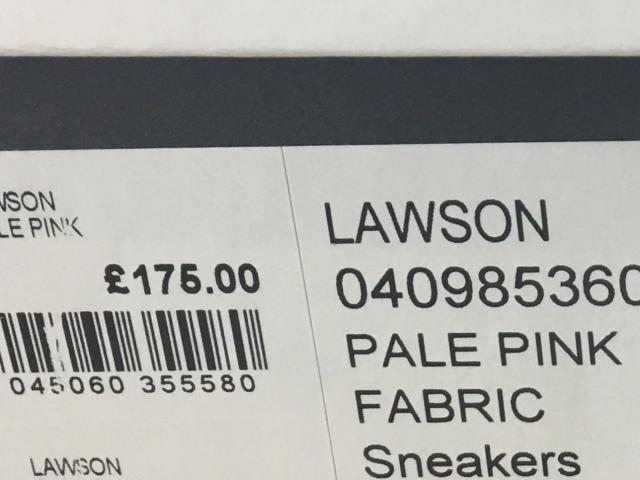 WSON
LE PINK
£175.00
045060 355580
LAWSON
LAWSON
040985360
PALE PINK
FABRIC
Sneakers